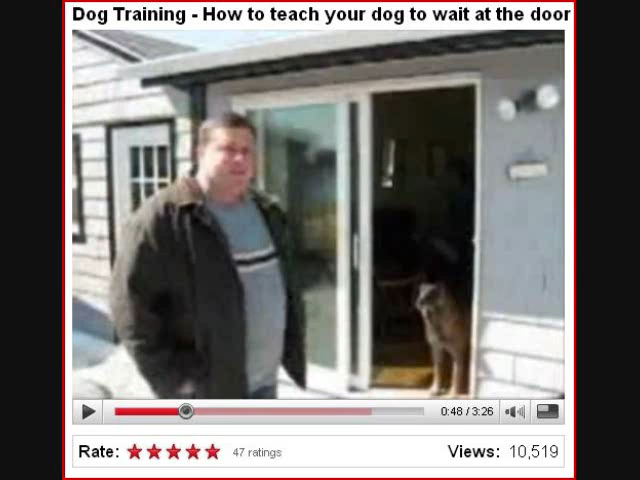 Dog Training - How to teach your dog to wait at the door
0:48 / 3:26
Rate: 47 ratings Views: 10,519